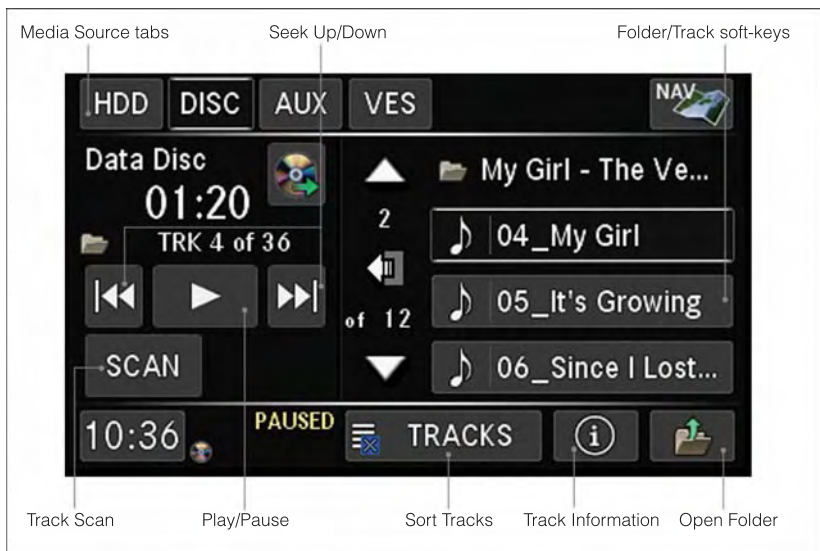 Media Source tabs
Seek Up/Down
Folder/Track soft-keys
HDD
DISC
AUX
VES
NAV
Data Disc
01:20
TRK 4 of 36
SCAN
2
of 12
My Girl - The Ve...
04_My Girl
05_It's Growing
06_Since I Lost...
10:36
PAUSED
TRACKS
i
Track Scan
Play/Pause
Sort Tracks
Track Information
Open Folder